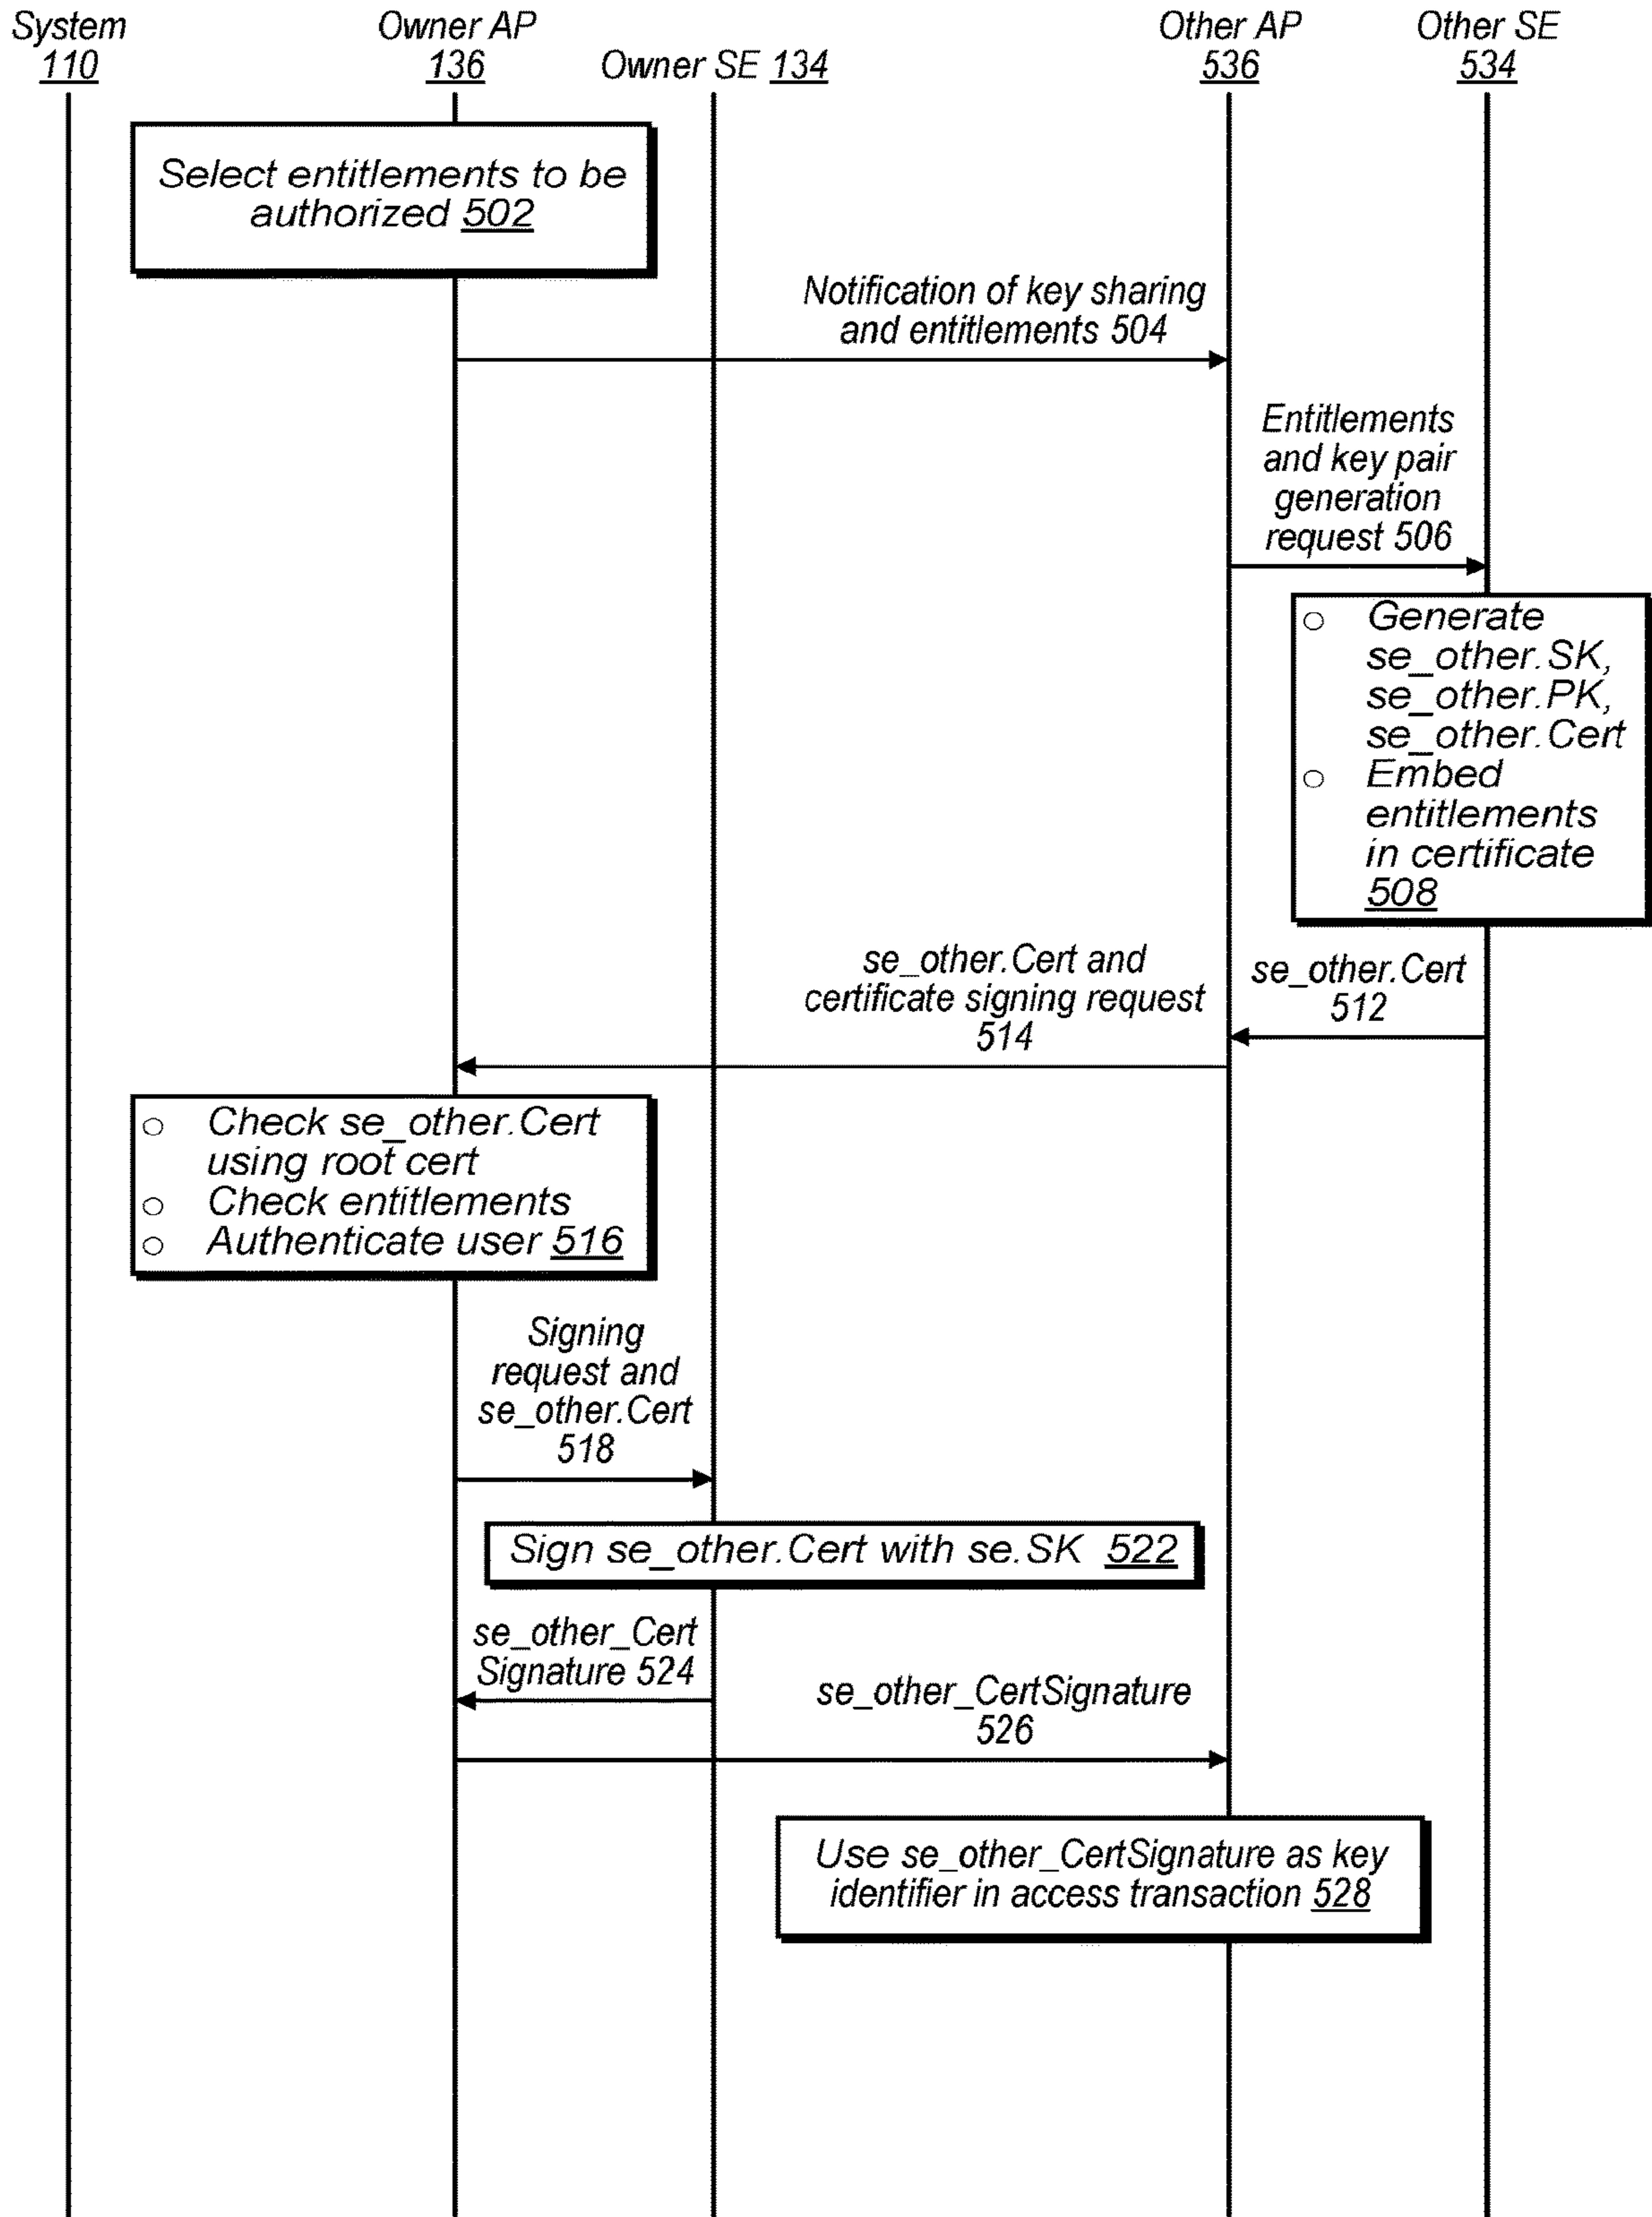 System
110
Owner AP
136
Owner SE 134
Other AP
536
Other SE
534
Select entitlements to be
authorized 502
Notification of key sharing
and entitlements 504
Entitlements
and key pair
generation
request 506
○ Generate
se_other.SK,
se_other.PK,
se_other.Cert
○ Embed
entitlements
in certificate
508
se_other.Cert
512
se_other.Cert and
certificate signing request
514
○ Check se_other.Cert
using root cert
○ Check entitlements
○ Authenticate user 516
Signing
request and
se_other.Cert
518
Sign se_other.Cert with se.SK 522
se_other_Cert
Signature 524
se_other_CertSignature
526
Use se_other_CertSignature as key
identifier in access transaction 528